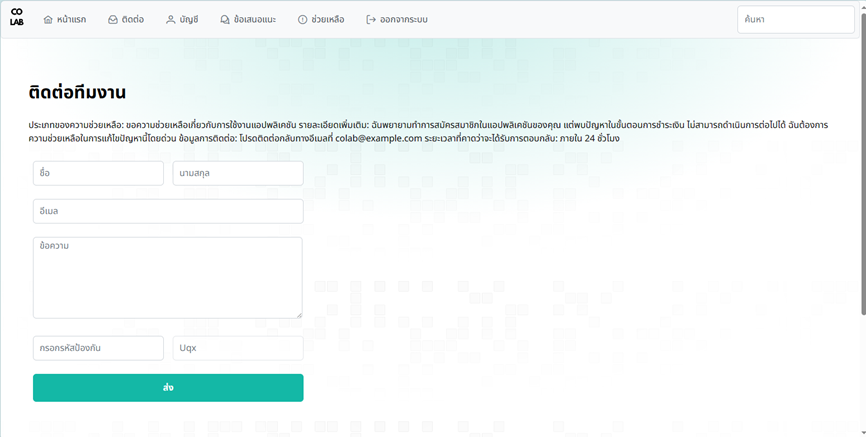 CO
LAB
หน้าแรก
ติดต่อ
บัญชี
ข้อเสนอแนะ
ช่วยเหลือ
ออกจากระบบ
ค้นหา
ติดต่อทีมงาน
ประเภทของความช่วยเหลือ: ขอความช่วยเหลือเกี่ยวกับการใช้งานแอปพลิเคชัน รายละเอียดเพิ่มเติม: ฉันพยายามทำการสมัครสมาชิกในแอปพลิเคชันของคุณ แต่พบปัญหาในขั้นตอนการชำระเงิน ไม่สามารถดำเนินการต่อไปได้ ฉันต้องการ
ความช่วยเหลือในการแก้ไขปัญหานี้โดยด่วน ข้อมูลการติดต่อ: โปรดติดต่อกลับทางอีเมลที่ colab@example.com ระยะเวลาที่คาดว่าจะได้รับการตอบกลับ: ภายใน 24 ชั่วโมง
ชื่อ
นามสกุล
อีเมล
ข้อความ
กรอกรหัสป้องกัน
Uqx
ส่ง